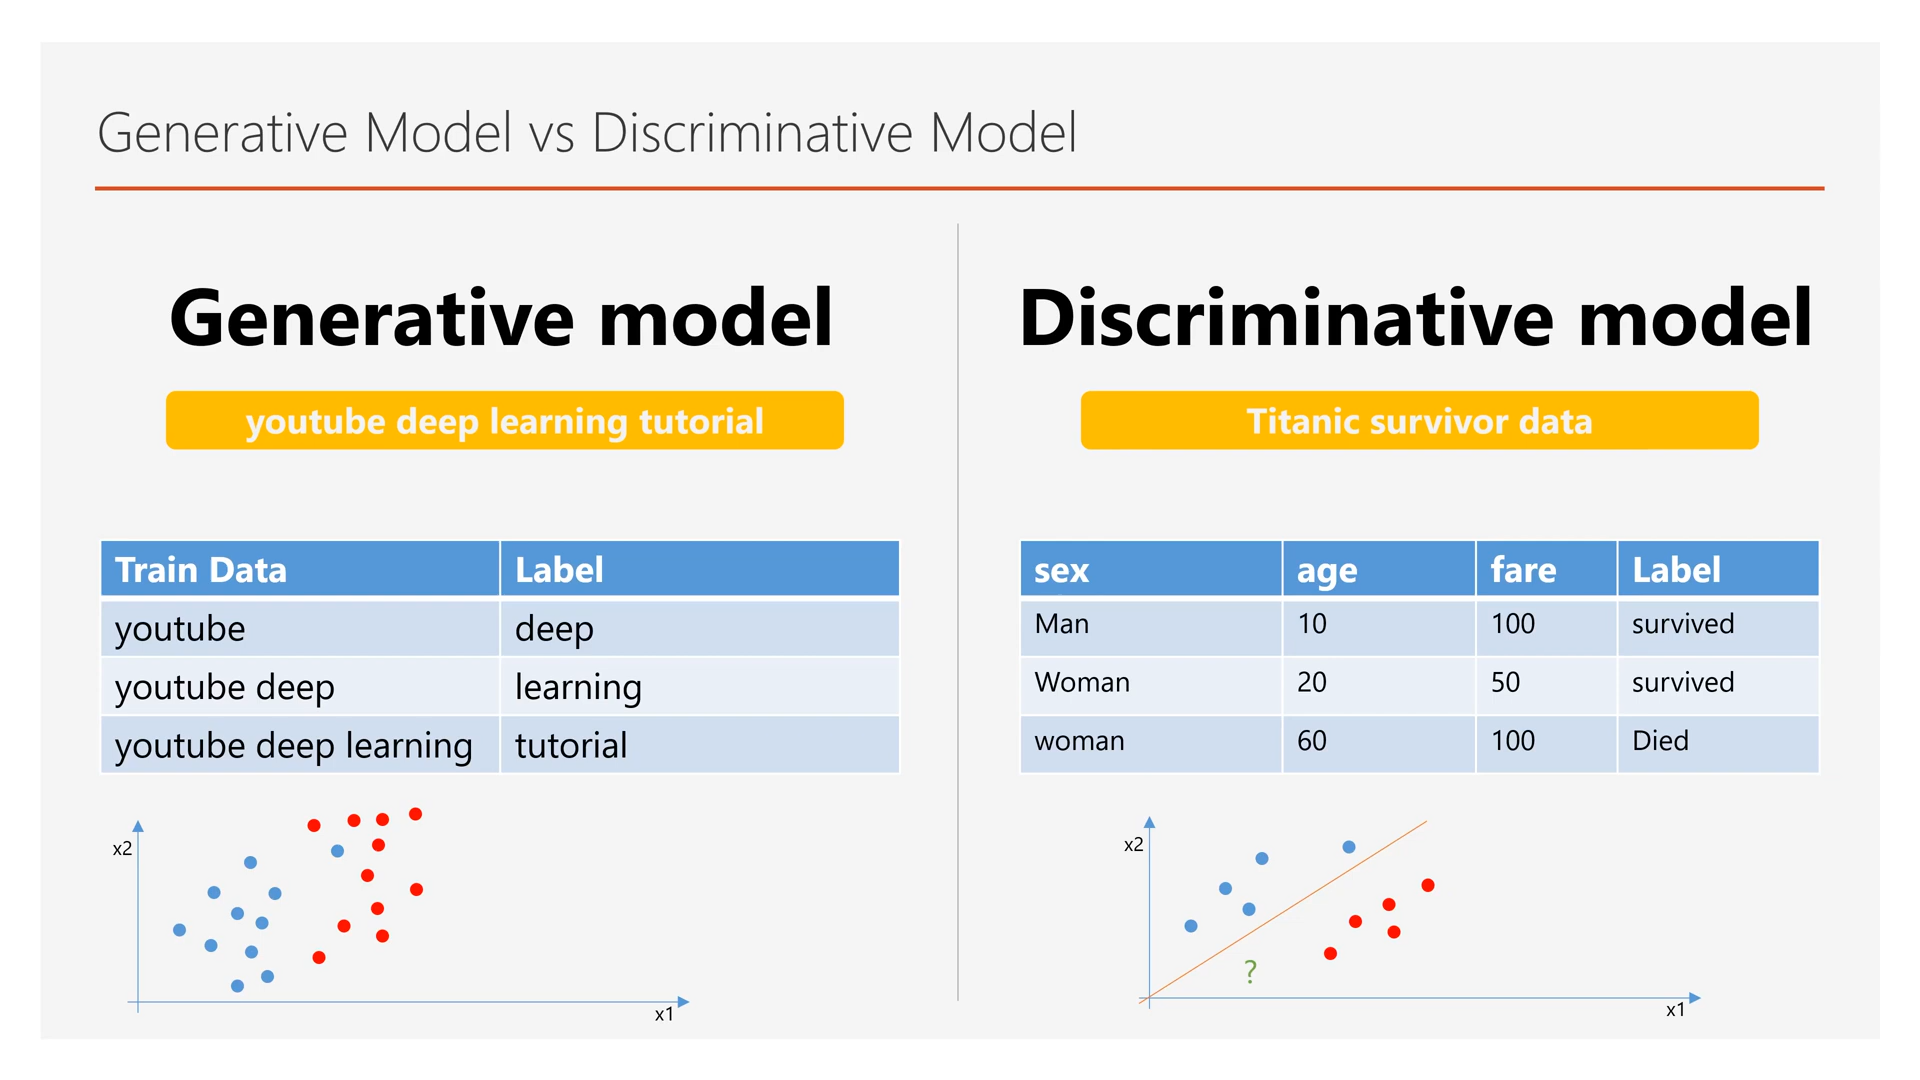 Generative Model vs Discriminative Model
Generative model
youtube deep learning tutorial
Train Data Label
youtube deep
youtube deep learning
youtube deep learning tutorial
x2
x1
Discriminative model
Titanic survivor data
sex age fare Label
Man 10 100 survived
Woman 20 50 survived
woman 60 100 Died
x2
?
x1